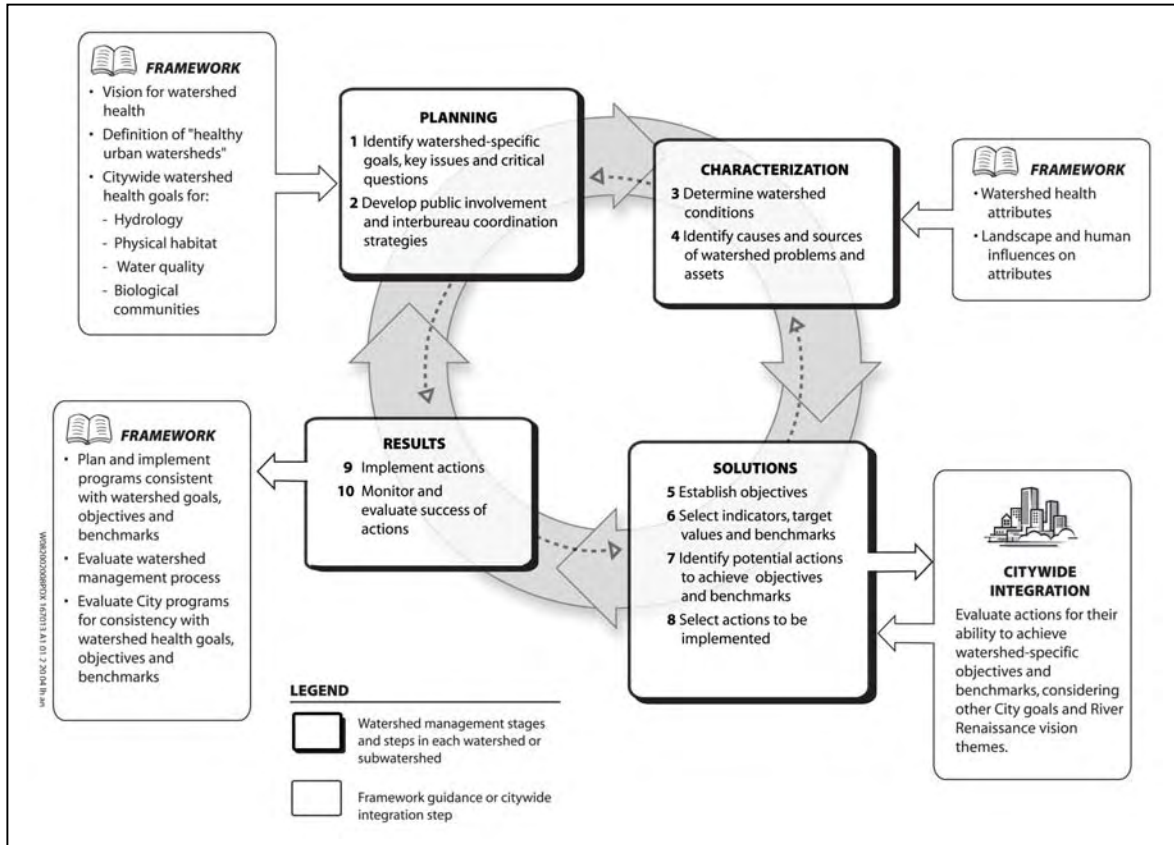 FRAMEWORK
• Vision for watershed
health
• Definition of "healthy
urban watersheds"
• Citywide watershed
health goals for:
- Hydrology
- Physical habitat
- Water quality
- Biological
communities
PLANNING
1 Identify watershed-specific
goals, key issues and critical
questions
2 Develop public involvement
and interbureau coordination
strategies
CHARACTERIZATION
3 Determine watershed
conditions
4 Identify causes and sources
of watershed problems and
assets
FRAMEWORK
• Watershed health
attributes
• Landscape and human
influences on
attributes
FRAMEWORK
• Plan and implement
programs consistent
with watershed goals,
objectives and
benchmarks
• Evaluate watershed
management process
• Evaluate City programs
for consistency with
watershed health goals,
objectives and
benchmarks
RESULTS
9 Implement actions
10 Monitor and
evaluate success of
actions
SOLUTIONS
5 Establish objectives
6 Select indicators, target
values and benchmarks
7 Identify potential actions
to achieve objectives
and benchmarks
8 Select actions to be
implemented
CITYWIDE
INTEGRATION
Evaluate actions for their
ability to achieve
watershed-specific
objectives and
benchmarks, considering
other City goals and River
Renaissance vision
themes.
LEGEND
Watershed management stages
and steps in each watershed or
subwatershed
Framework guidance or citywide
integration step